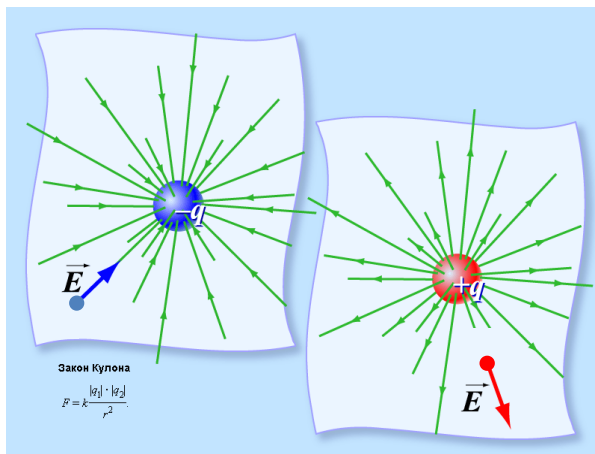 –q
E⃗
Закон Кулона
F = k |q₁| · |q₂| / r² .
+q
E⃗